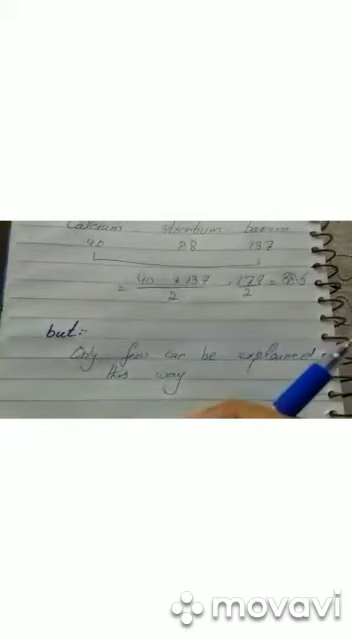 Calcium strontium barium
40 88 137
= 40 + 137 / 2 = 177 / 2 = 88.5
but:-
Only few can be explained
this way
movavi